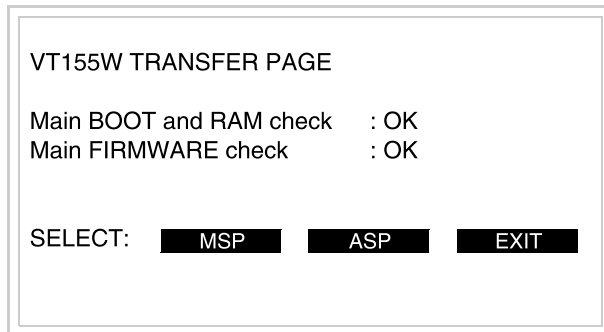 VT155W TRANSFER PAGE
Main BOOT and RAM check : OK
Main FIRMWARE check : OK
SELECT: MSP ASP EXIT